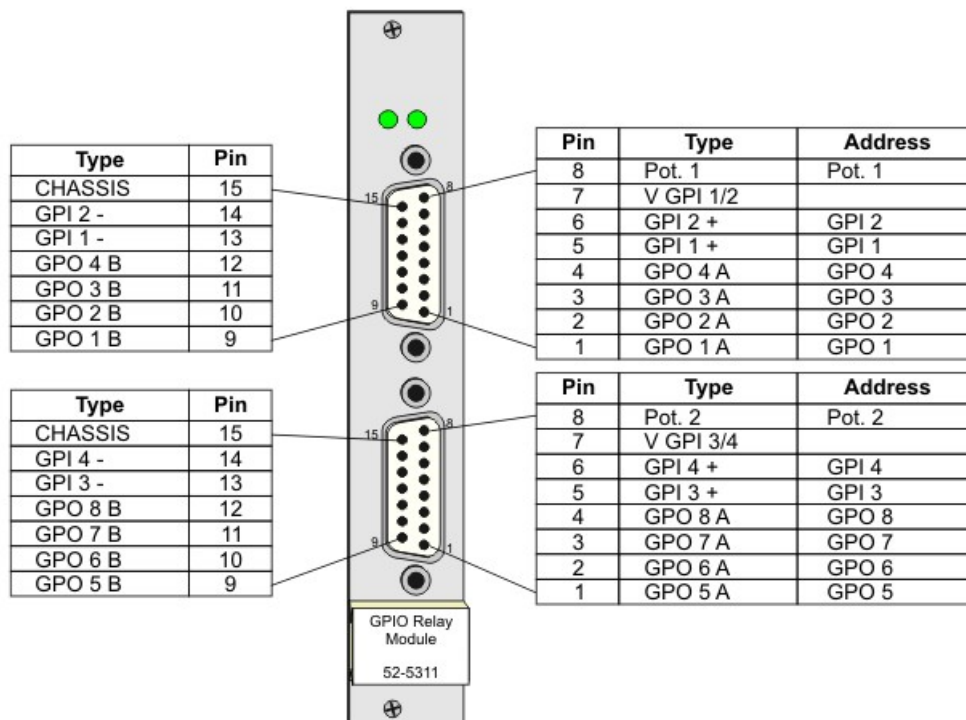 Type Pin
CHASSIS 15
GPI 2 - 14
GPI 1 - 13
GPO 4 B 12
GPO 3 B 11
GPO 2 B 10
GPO 1 B 9
15
8
9
1
Pin Type Address
8 Pot. 1 Pot. 1
7 V GPI 1/2
6 GPI 2 + GPI 2
5 GPI 1 + GPI 1
4 GPO 4 A GPO 4
3 GPO 3 A GPO 3
2 GPO 2 A GPO 2
1 GPO 1 A GPO 1
Type Pin
CHASSIS 15
GPI 4 - 14
GPI 3 - 13
GPO 8 B 12
GPO 7 B 11
GPO 6 B 10
GPO 5 B 9
15
8
9
1
Pin Type Address
8 Pot. 2 Pot. 2
7 V GPI 3/4
6 GPI 4 + GPI 4
5 GPI 3 + GPI 3
4 GPO 8 A GPO 8
3 GPO 7 A GPO 7
2 GPO 6 A GPO 6
1 GPO 5 A GPO 5
GPIO Relay
Module
52-5311